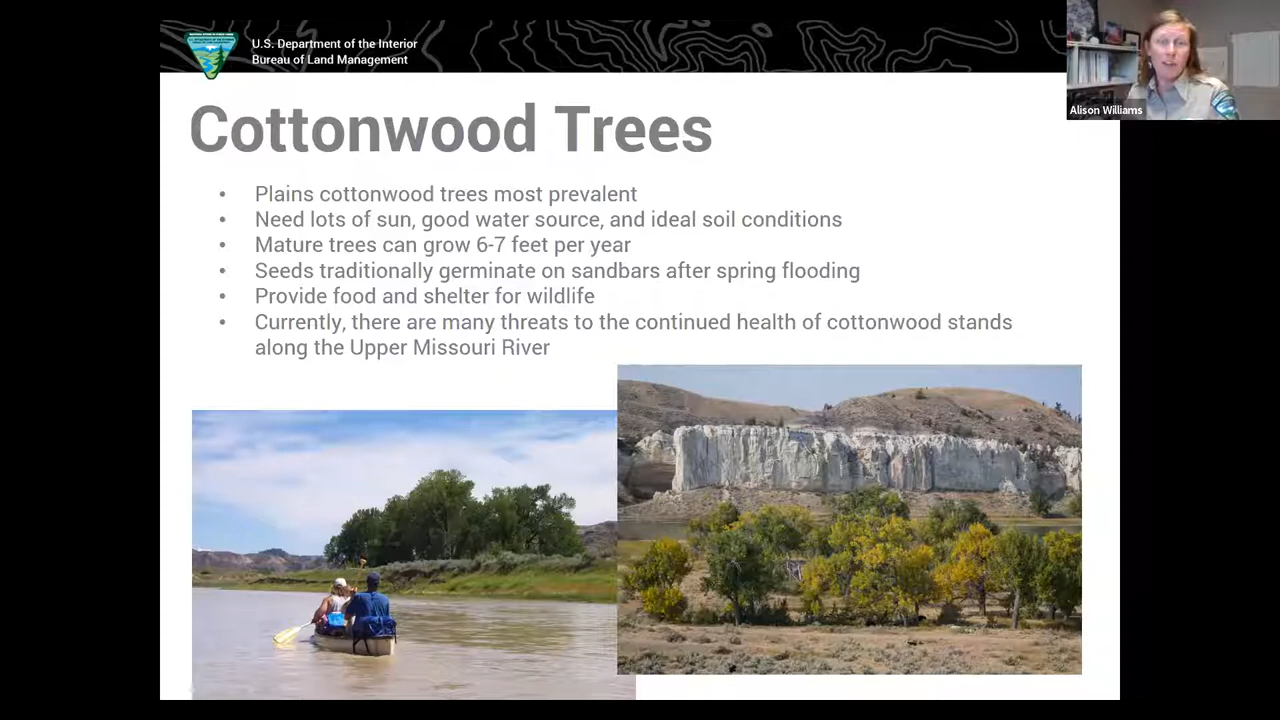 U.S. Department of the Interior
Bureau of Land Management
Alison Williams
Cottonwood Trees
• Plains cottonwood trees most prevalent
• Need lots of sun, good water source, and ideal soil conditions
• Mature trees can grow 6-7 feet per year
• Seeds traditionally germinate on sandbars after spring flooding
• Provide food and shelter for wildlife
• Currently, there are many threats to the continued health of cottonwood stands
along the Upper Missouri River